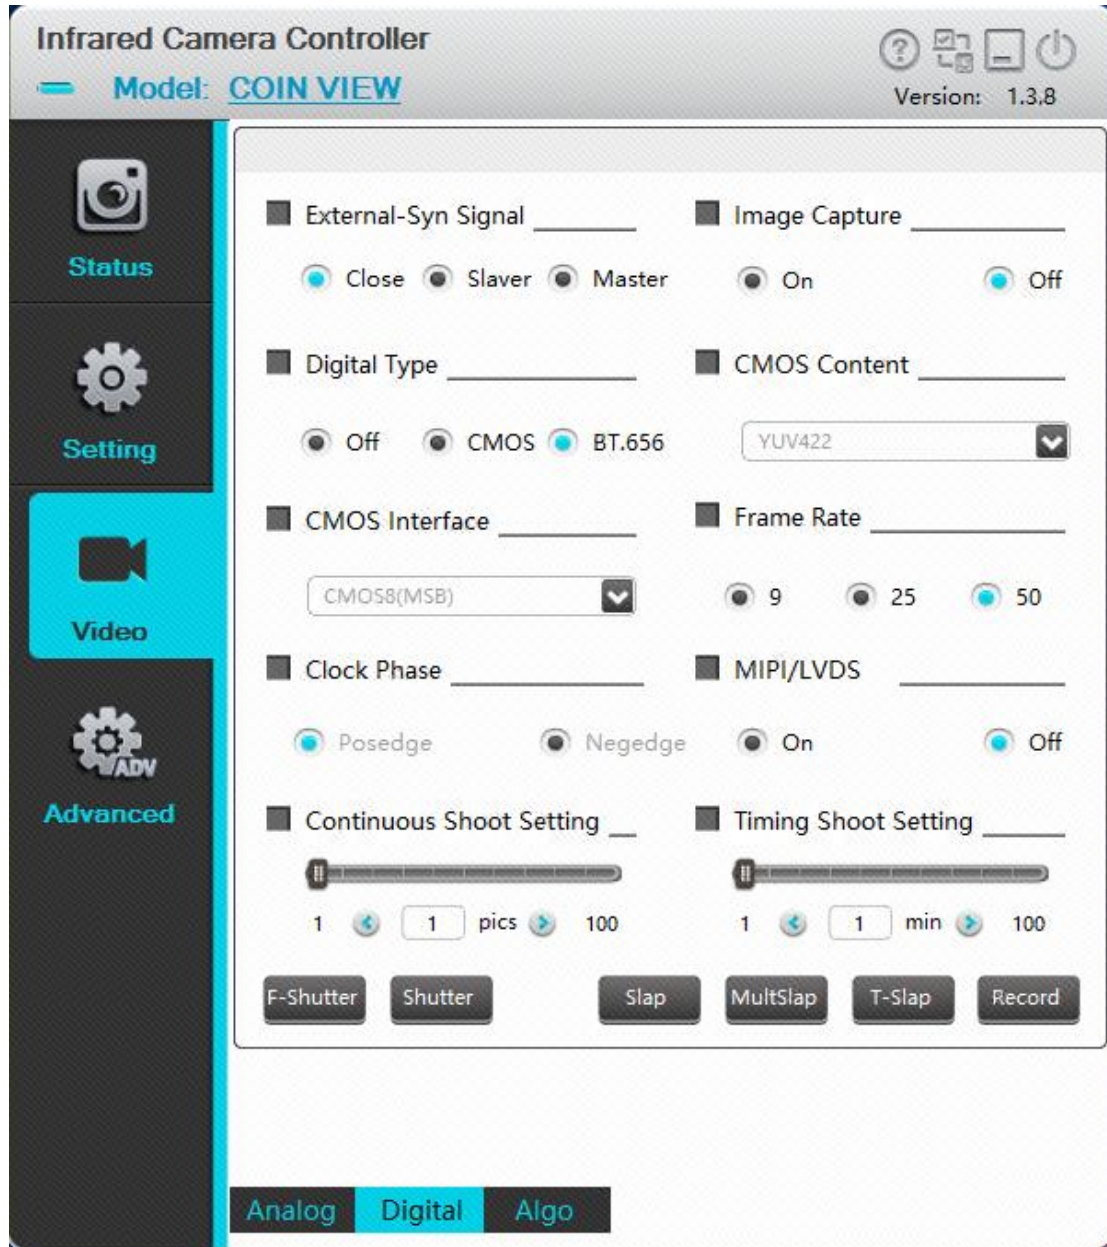 Infrared Camera Controller
Model: COIN VIEW
Version: 1.3.8
Status
Setting
Video
ADV
Advanced
External-Syn Signal
Image Capture
Close Slaver Master
On Off
Digital Type
CMOS Content
Off CMOS BT.656
YUV422
CMOS Interface
Frame Rate
CMOS8(MSB)
9 25 50
Clock Phase
MIPI/LVDS
Posedge Negedge
On Off
Continuous Shoot Setting
Timing Shoot Setting
1 1 pics 100
1 1 min 100
F-Shutter Shutter Slap MultSlap T-Slap Record
Analog Digital Algo